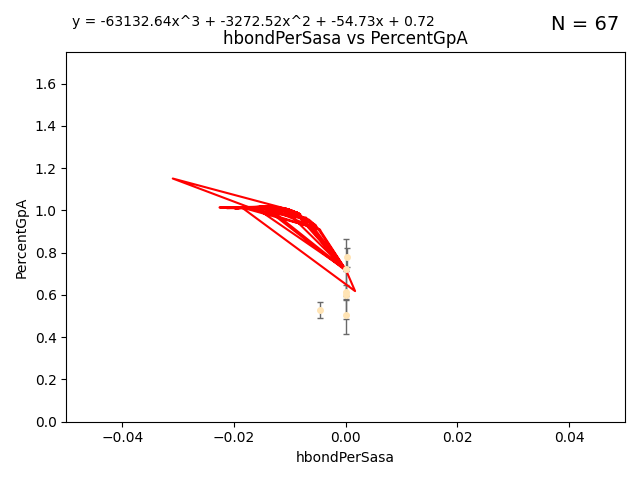 y = -63132.64x^3 + -3272.52x^2 + -54.73x + 0.72
N = 67
hbondPerSasa vs PercentGpA
1.6
1.4
1.2
1.0
0.8
0.6
0.4
0.2
0.0
PercentGpA
−0.04 −0.02 0.00 0.02 0.04
hbondPerSasa